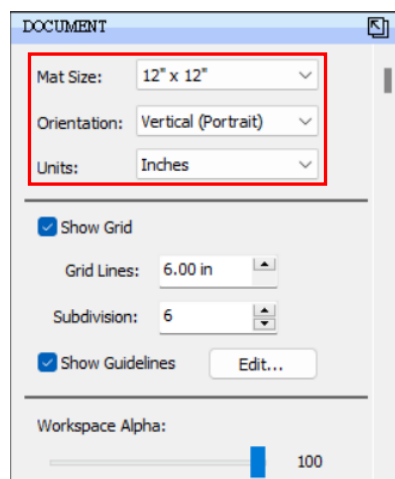 DOCUMENT
Mat Size: 12" x 12"
Orientation: Vertical (Portrait)
Units: Inches
Show Grid
Grid Lines: 6.00 in
Subdivision: 6
Show Guidelines Edit...
Workspace Alpha:
100